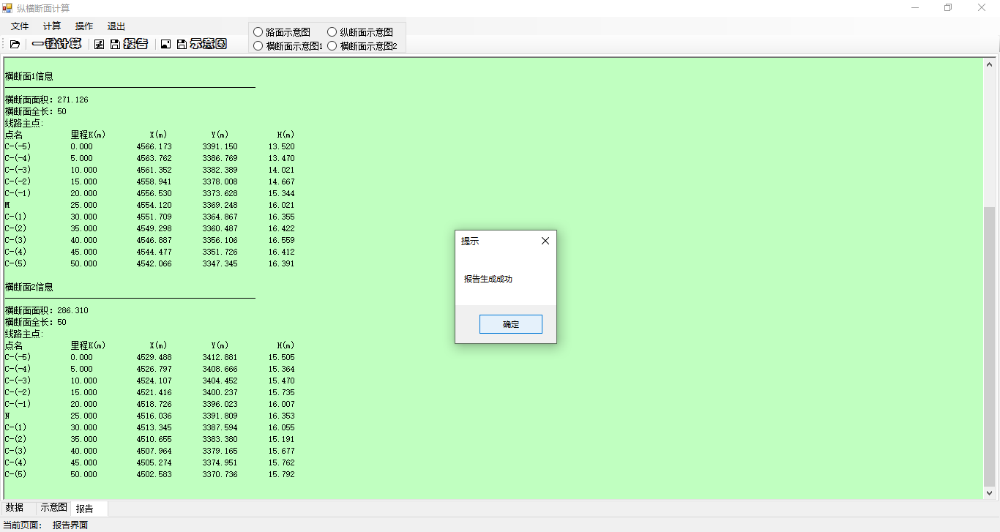 纵横断面计算
文件 计算 操作 退出
一键计算 报告 示意图
路面示意图 纵断面示意图
横断面示意图1 横断面示意图2
横断面1信息
横断面面积：271.126
横断面全长：50
线路主点:
点名 里程K(m) X(m) Y(m) H(m)
C-(-5) 0.000 4566.173 3391.150 13.520
C-(-4) 5.000 4563.762 3386.769 13.470
C-(-3) 10.000 4561.352 3382.389 14.021
C-(-2) 15.000 4558.941 3378.008 14.667
C-(-1) 20.000 4556.530 3373.628 15.344
M 25.000 4554.120 3369.248 16.021
C-(1) 30.000 4551.709 3364.867 16.355
C-(2) 35.000 4549.298 3360.487 16.422
C-(3) 40.000 4546.887 3356.106 16.559
C-(4) 45.000 4544.477 3351.726 16.412
C-(5) 50.000 4542.066 3347.345 16.391
横断面2信息
横断面面积：286.310
横断面全长：50
线路主点:
点名 里程K(m) X(m) Y(m) H(m)
C-(-5) 0.000 4529.488 3412.881 15.505
C-(-4) 5.000 4526.797 3408.666 15.364
C-(-3) 10.000 4524.107 3404.452 15.470
C-(-2) 15.000 4521.416 3400.237 15.735
C-(-1) 20.000 4518.726 3396.023 16.007
N 25.000 4516.036 3391.809 16.353
C-(1) 30.000 4513.345 3387.594 16.055
C-(2) 35.000 4510.655 3383.380 15.191
C-(3) 40.000 4507.964 3379.165 15.677
C-(4) 45.000 4505.274 3374.951 15.762
C-(5) 50.000 4502.583 3370.736 15.792
提示
报告生成成功
确定
数据 示意图 报告
当前页面： 报告界面